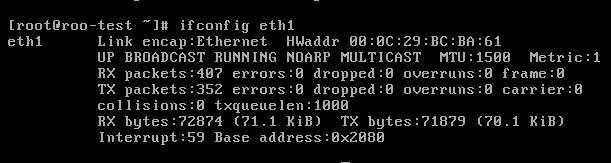 [root@roo-test ~]# ifconfig eth1
eth1 Link encap:Ethernet HWaddr 00:0C:29:BC:BA:61
UP BROADCAST RUNNING NOARP MULTICAST MTU:1500 Metric:1
RX packets:407 errors:0 dropped:0 overruns:0 frame:0
TX packets:352 errors:0 dropped:0 overruns:0 carrier:0
collisions:0 txqueuelen:1000
RX bytes:72874 (71.1 KiB) TX bytes:71879 (70.1 KiB)
Interrupt:59 Base address:0x2080